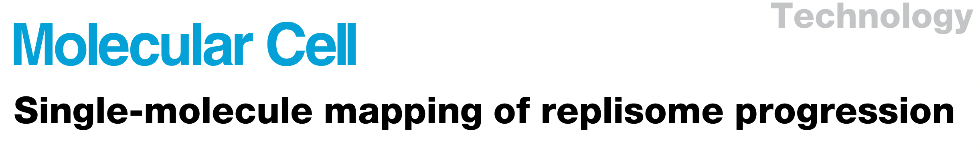 Technology
Molecular Cell
Single-molecule mapping of replisome progression